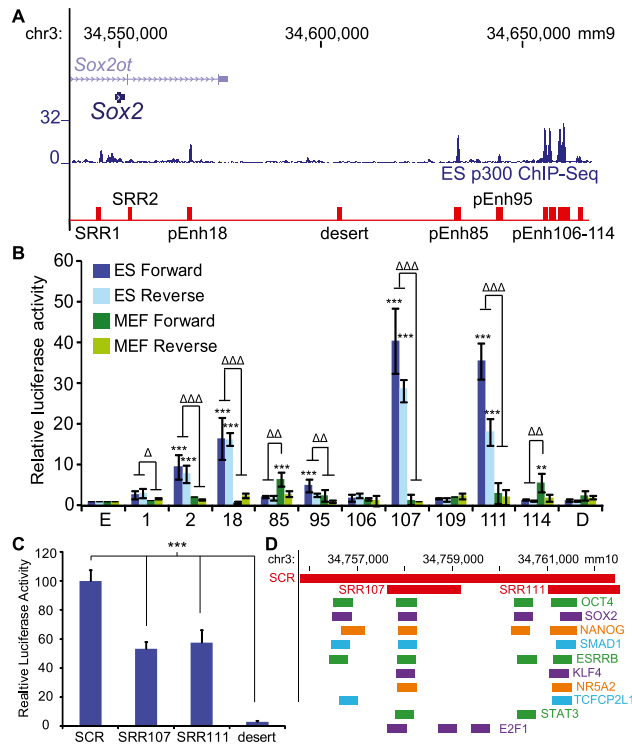 A
chr3: 34,550,000 34,600,000 34,650,000 mm9
Sox2ot
Sox2
32
0
ES p300 ChIP-Seq
SRR2 pEnh95
SRR1 pEnh18 desert pEnh85 pEnh106-114
B
Relative luciferase activity
60
50
40
30
20
10
0
ES Forward
ES Reverse
MEF Forward
MEF Reverse
*** *** ΔΔΔ
Δ
*** *** ΔΔΔ
*** ΔΔ
*** ΔΔ
*** *** ΔΔΔ
*** *** ΔΔΔ
** ΔΔ
E 1 2 18 85 95 106 107 109 111 114 D
C
Realtive Luciferase Activity
120
100
80
60
40
20
0
***
SCR SRR107 SRR111 desert
D
chr3: 34,757,000 34,759,000 34,761,000 mm10
SCR
SRR107 SRR111
OCT4
SOX2
NANOG
SMAD1
ESRRB
KLF4
NR5A2
TCFCP2L1
STAT3
E2F1